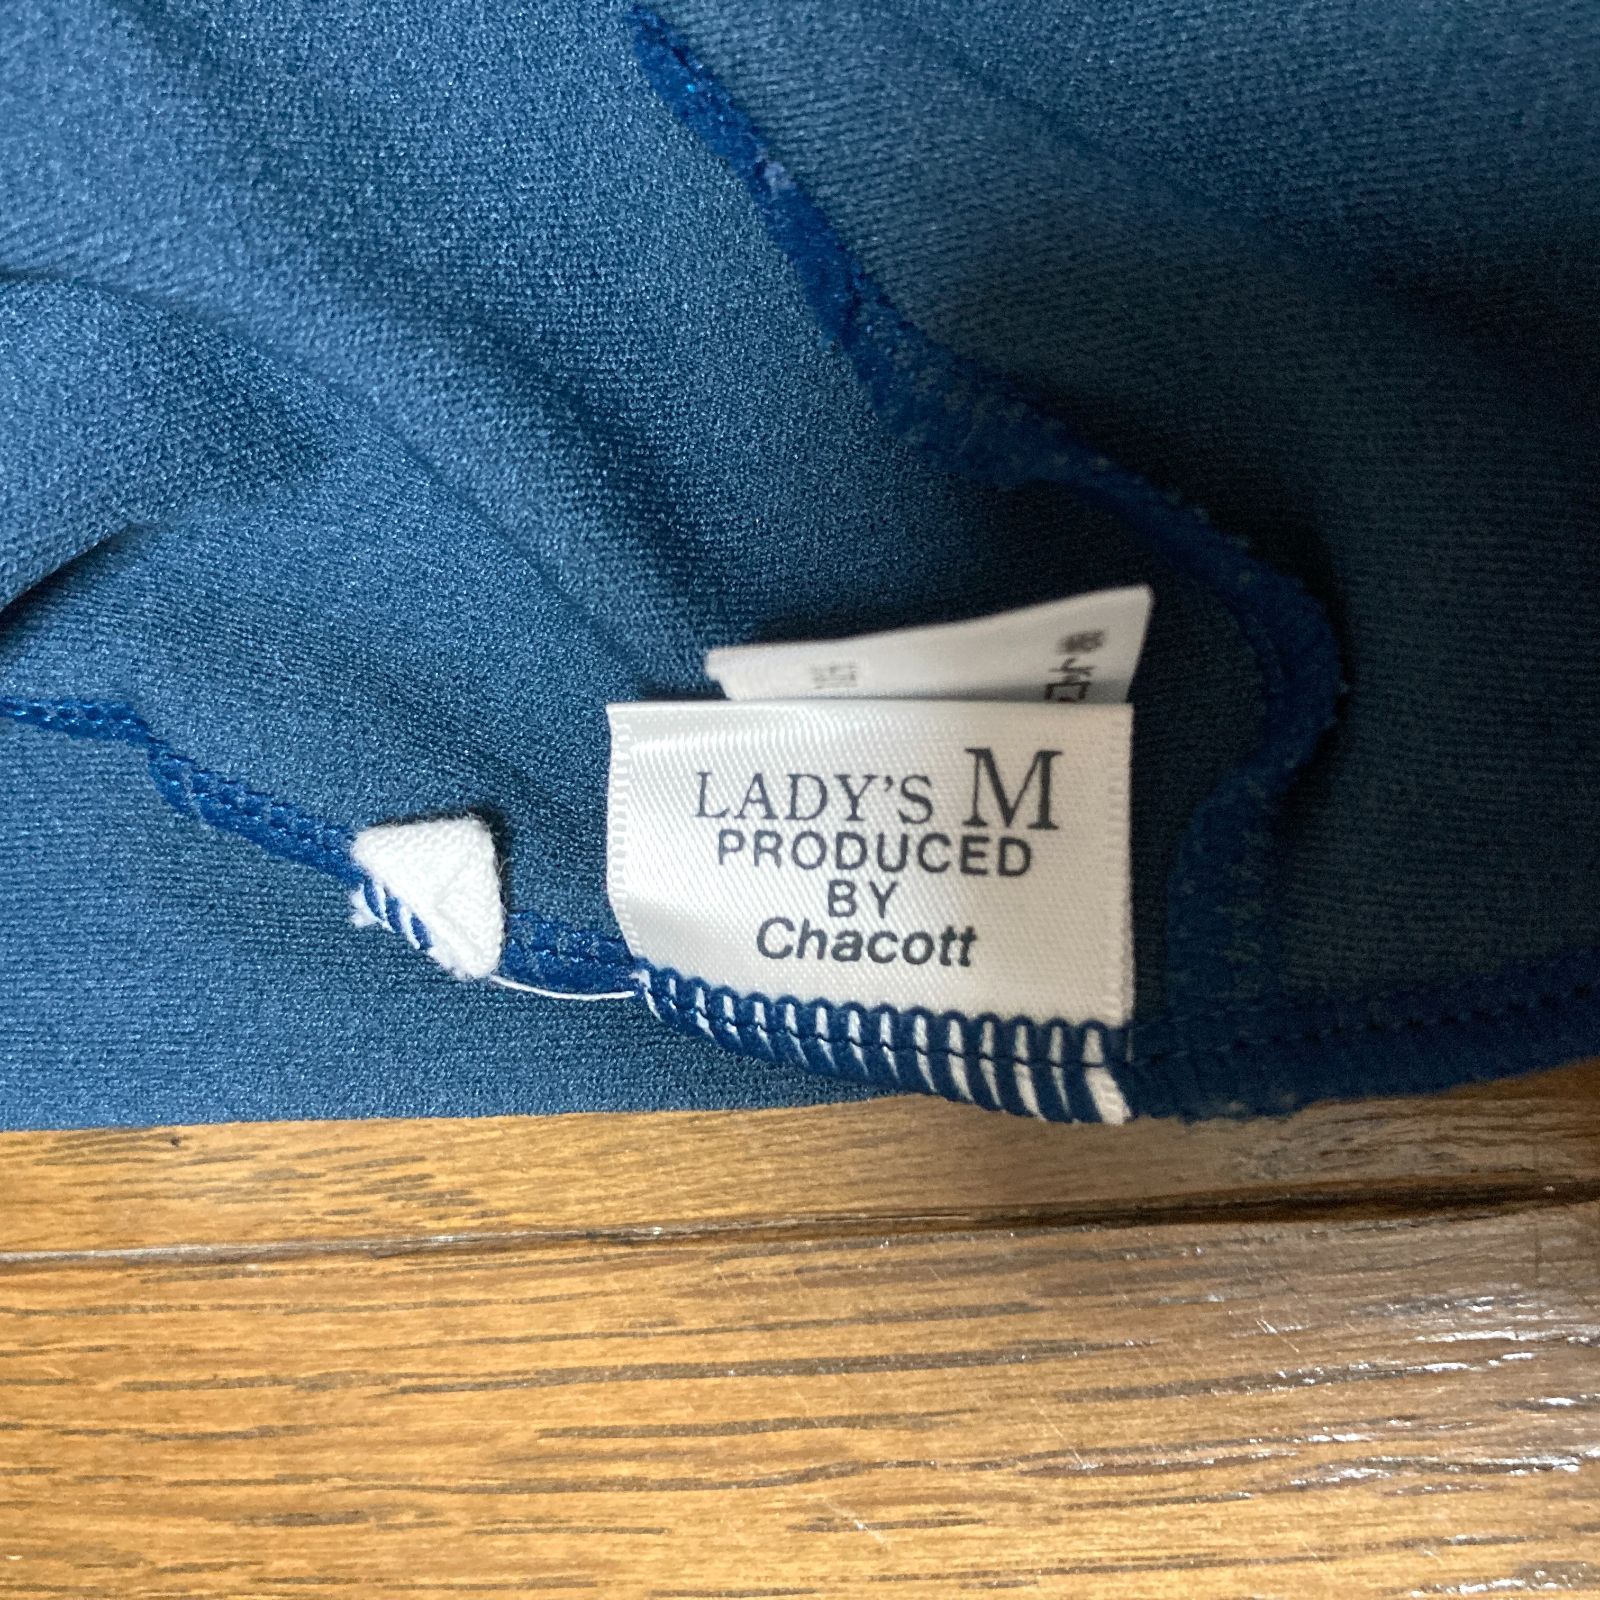 LADY'S M
PRODUCED
BY
Chacott